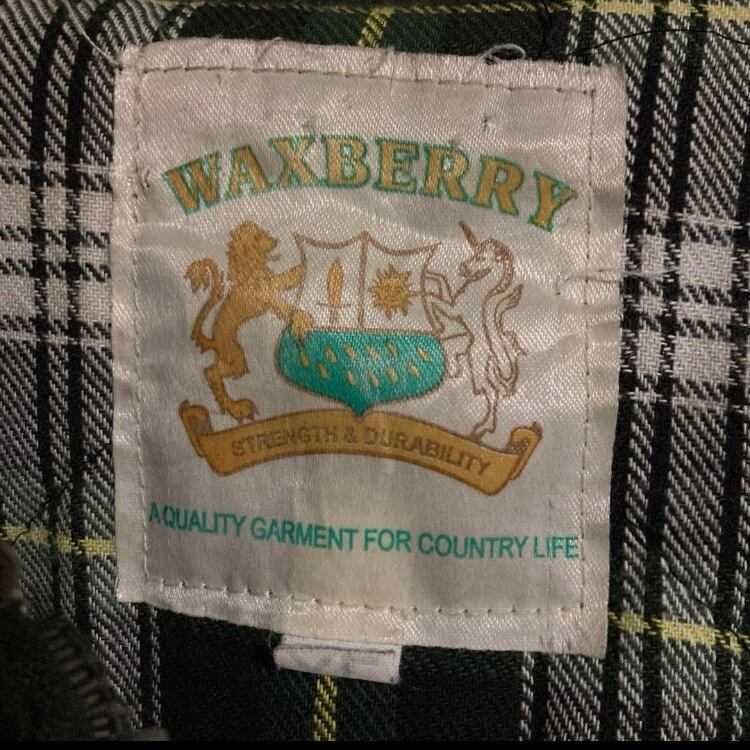 WAXBERRY
STRENGTH & DURABILITY
A QUALITY GARMENT FOR COUNTRY LIFE